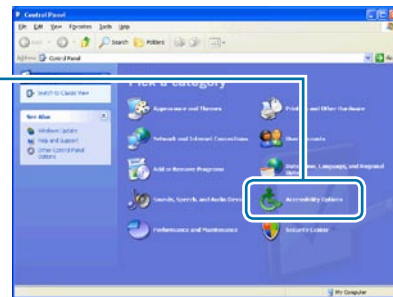 Control Panel
File Edit View Favorites Tools Help
Back Search Folders
Address Control Panel Go
Pick a category
Switch to Classic View
Appearance and Themes
Printers and Other Hardware
See Also
Windows Update
Help and Support
Other Control Panel Options
Network and Internet Connections
User Accounts
Add or Remove Programs
Date, Time, Language, and Regional Options
Sounds, Speech, and Audio Devices
Accessibility Options
Performance and Maintenance
Security Center
My Computer